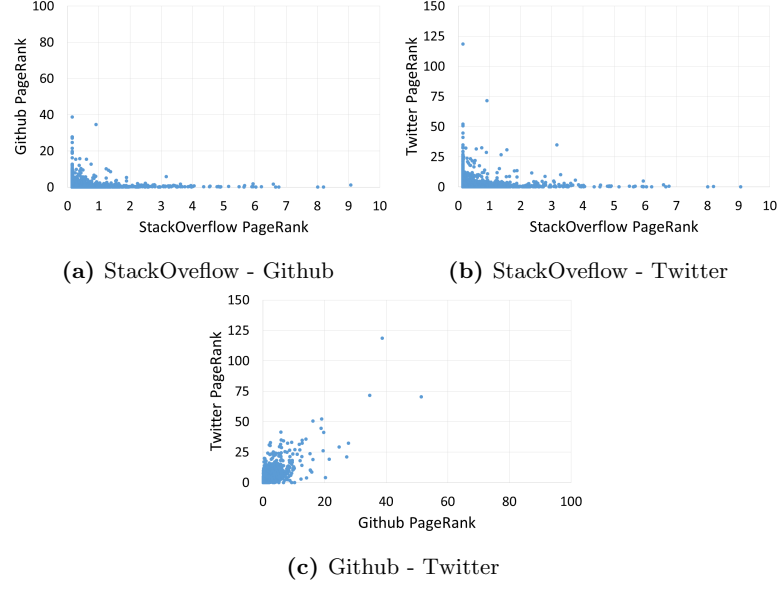 100
80
60
40
20
0
Github PageRank
0 1 2 3 4 5 6 7 8 9 10
StackOverflow PageRank
(a) StackOveflow - Github
150
125
100
75
50
25
0
Twitter PageRank
0 1 2 3 4 5 6 7 8 9 10
StackOverflow PageRank
(b) StackOveflow - Twitter
150
125
100
75
50
25
0
Twitter PageRank
0 20 40 60 80 100
Github PageRank
(c) Github - Twitter